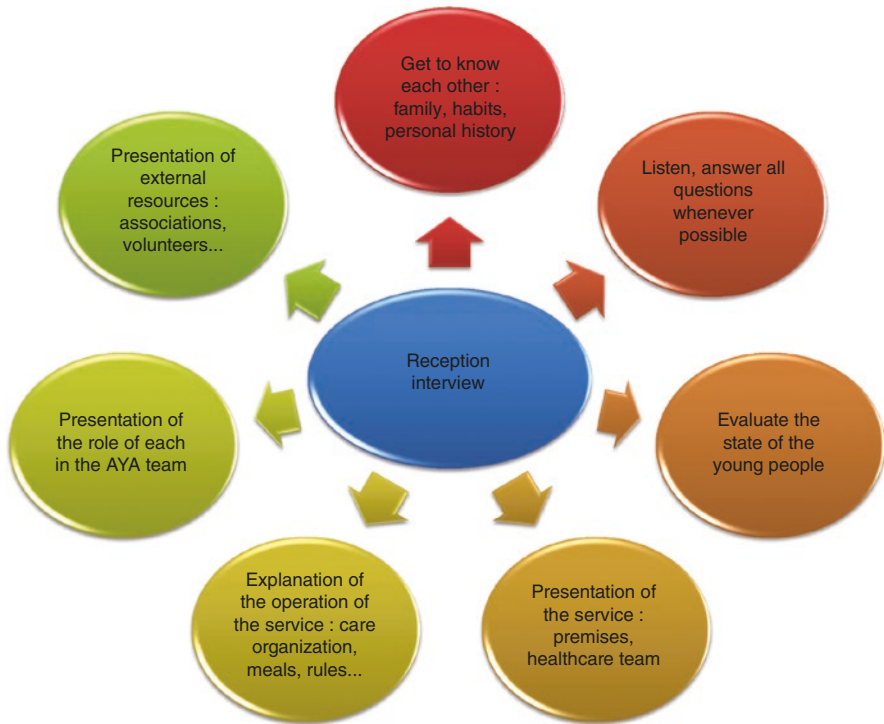 Get to know
each other :
family, habits,
personal history
Listen, answer all
questions
whenever
possible
Evaluate the
state of the
young people
Presentation of
the service :
premises,
healthcare team
Explanation of
the operation of
the service : care
organization,
meals, rules...
Presentation of
the role of each
in the AYA team
Presentation of
external
resources :
associations,
volunteers...
Reception
interview